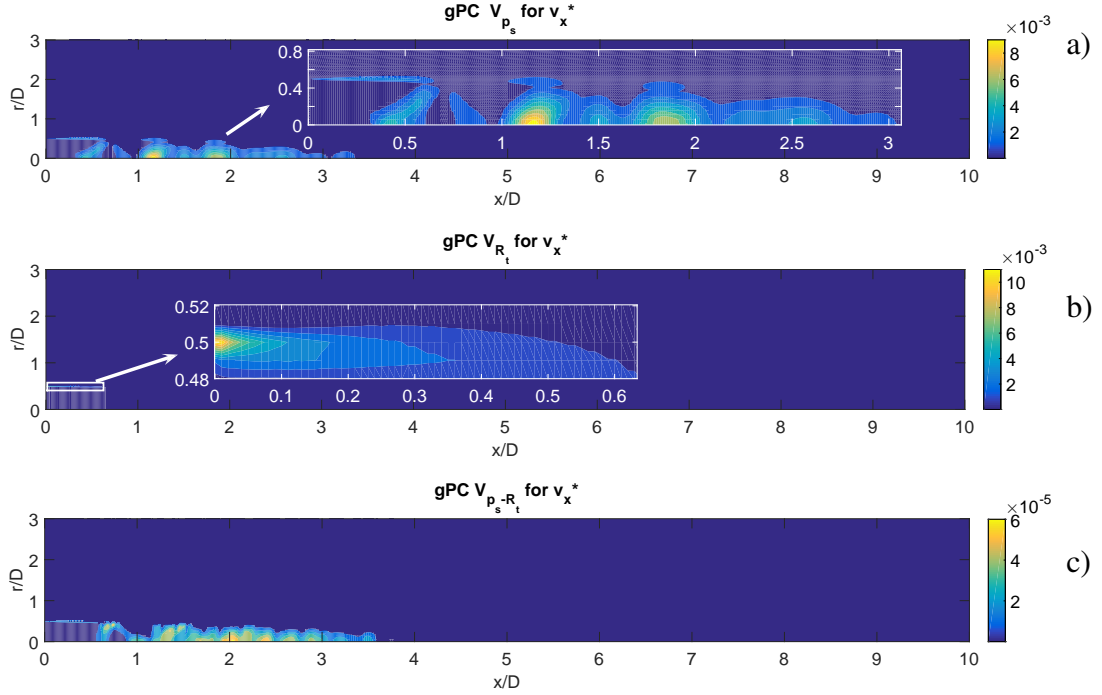 gPC V_{p_s} for v_x*
×10^{-3}
a)
3
2
1
0
r/D
0.8
0.4
0
0 0.5 1 1.5 2 2.5 3
8
6
4
2
0 1 2 3 4 5 6 7 8 9 10
x/D
gPC V_{R_t} for v_x*
×10^{-3}
b)
3
2
1
0
r/D
0.52
0.5
0.48
0 0.1 0.2 0.3 0.4 0.5 0.6
10
8
6
4
2
0 1 2 3 4 5 6 7 8 9 10
x/D
gPC V_{p_s-R_t} for v_x*
×10^{-5}
c)
3
2
1
0
r/D
6
4
2
0 1 2 3 4 5 6 7 8 9 10
x/D